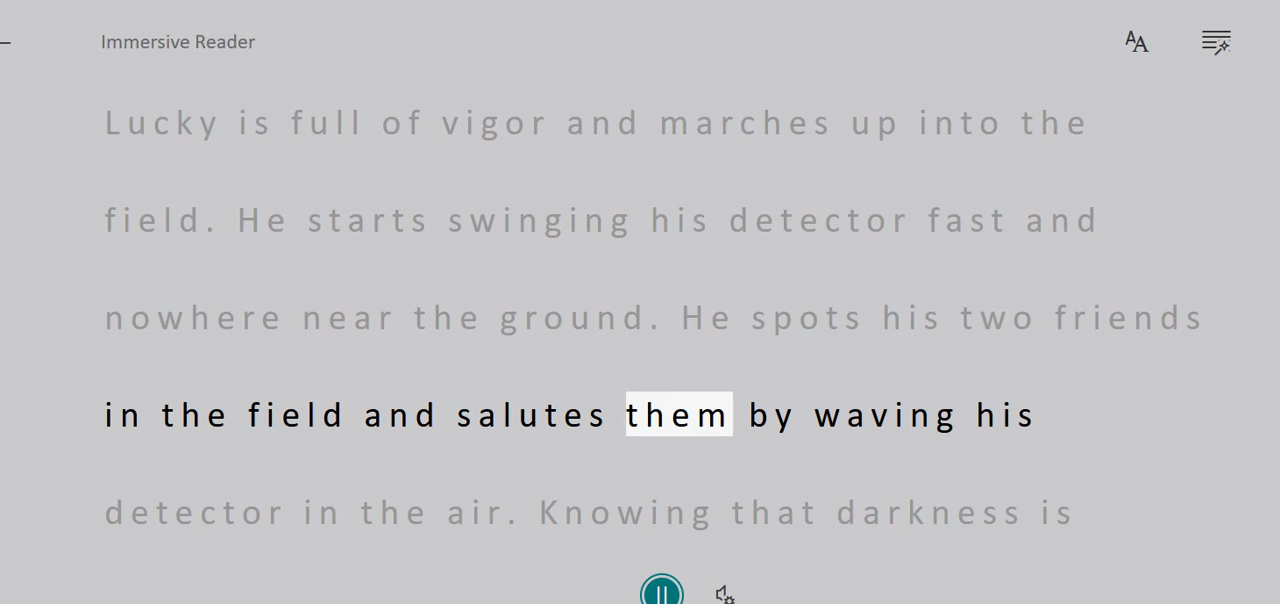 Immersive Reader
Lucky is full of vigor and marches up into the
field. He starts swinging his detector fast and
nowhere near the ground. He spots his two friends
in the field and salutes them by waving his
detector in the air. Knowing that darkness is